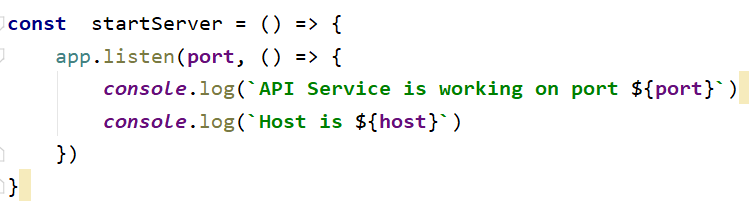 const  startServer = () => {
    app.listen(port, () => {
        console.log(`API Service is working on port ${port}`)
        console.log(`Host is ${host}`)
    })
}